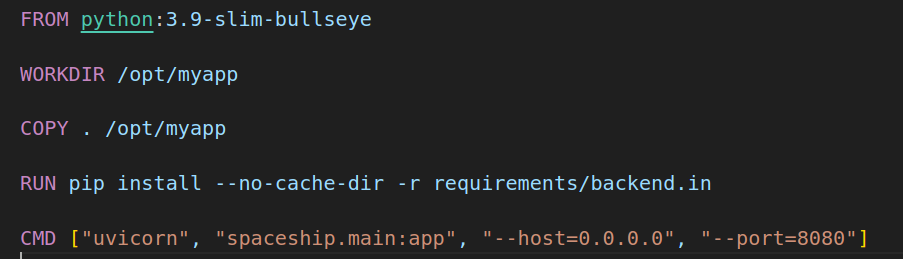 FROM python:3.9-slim-bullseye
WORKDIR /opt/myapp
COPY . /opt/myapp
RUN pip install --no-cache-dir -r requirements/backend.in
CMD ["uvicorn", "spaceship.main:app", "--host=0.0.0.0", "--port=8080"]